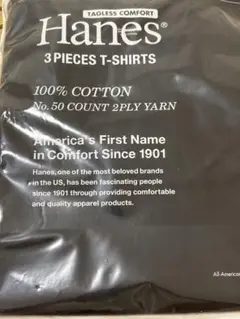 TAGLESS COMFORT
Hanes®
3 PIECES T-SHIRTS
100% COTTON
No. 50 COUNT 2PLY YARN
America's First Name
in Comfort Since 1901
Hanes, one of the most beloved brands
in the US, has been fascinating people
since 1901 through providing comfortable
and quality apparel products.
All-American